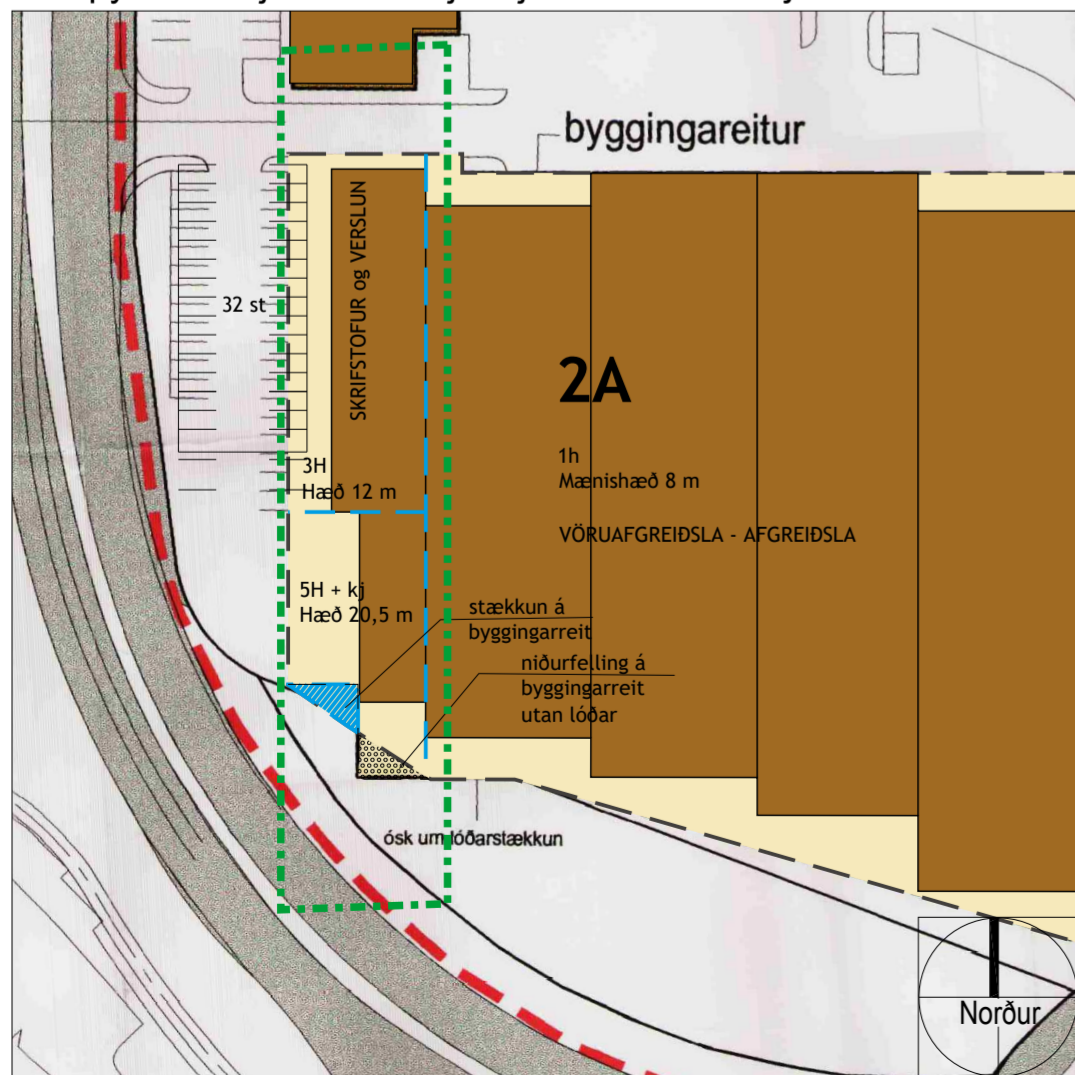 byggingareitur
SKRIFSTOFUR og VERSLUN
32 st
2A
3H
Hæð 12 m
1h
Mænishæð 8 m
VÖRUAFGREIÐSLA - AFGREIÐSLA
5H + kj
Hæð 20,5 m
stækkun á
byggingarreit
niðurfelling á
byggingarreit
utan lóðar
ósk um lóðarstækkun
Norður